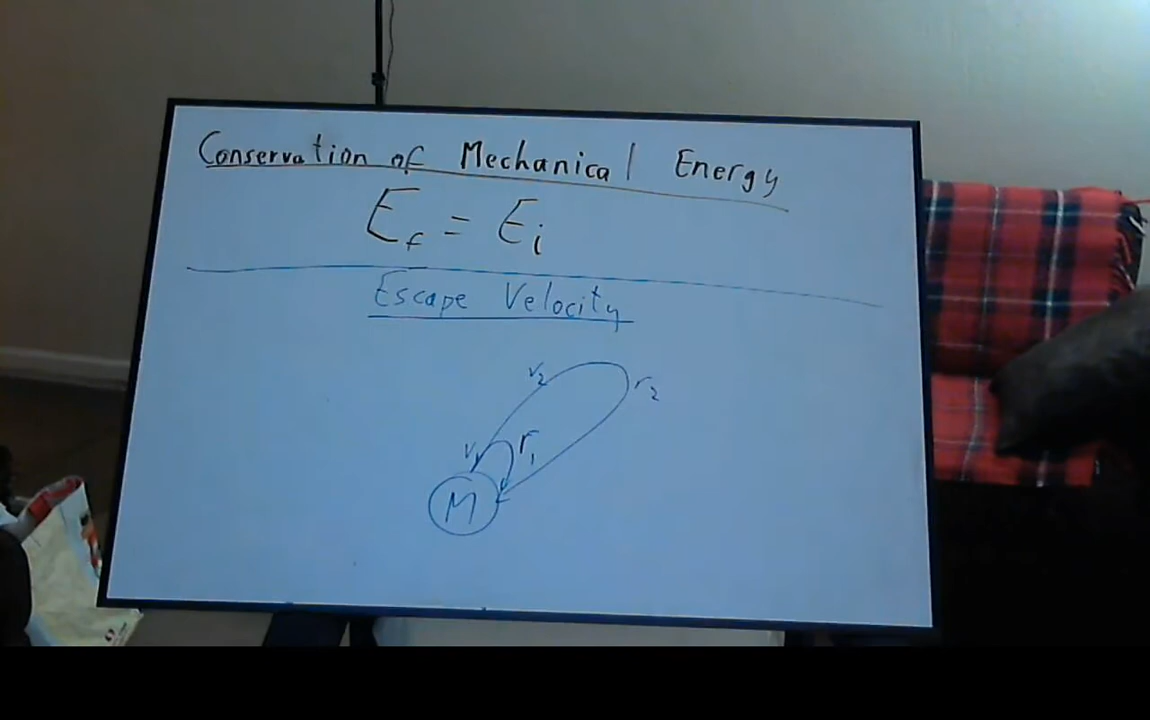 Conservation of Mechanical Energy
E_f = E_i
Escape Velocity
v_2
r_2
v_1
r_1
M